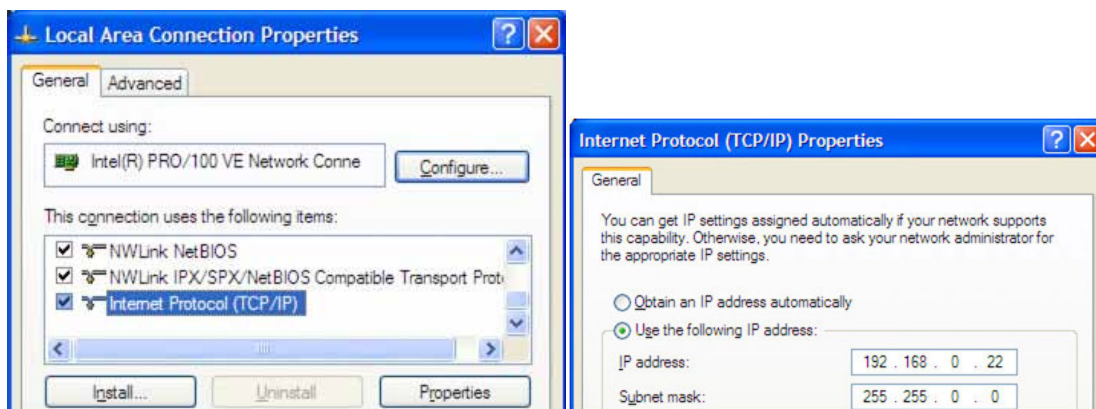 Local Area Connection Properties
General Advanced
Connect using:
Intel(R) PRO/100 VE Network Conne
Configure...
This connection uses the following items:
NWLink NetBIOS
NWLink IPX/SPX/NetBIOS Compatible Transport Proto
Internet Protocol (TCP/IP)
Install... Uninstall Properties
Internet Protocol (TCP/IP) Properties
General
You can get IP settings assigned automatically if your network supports
this capability. Otherwise, you need to ask your network administrator for
the appropriate IP settings.
Obtain an IP address automatically
Use the following IP address:
IP address: 192 . 168 . 0 . 22
Subnet mask: 255 . 255 . 0 . 0